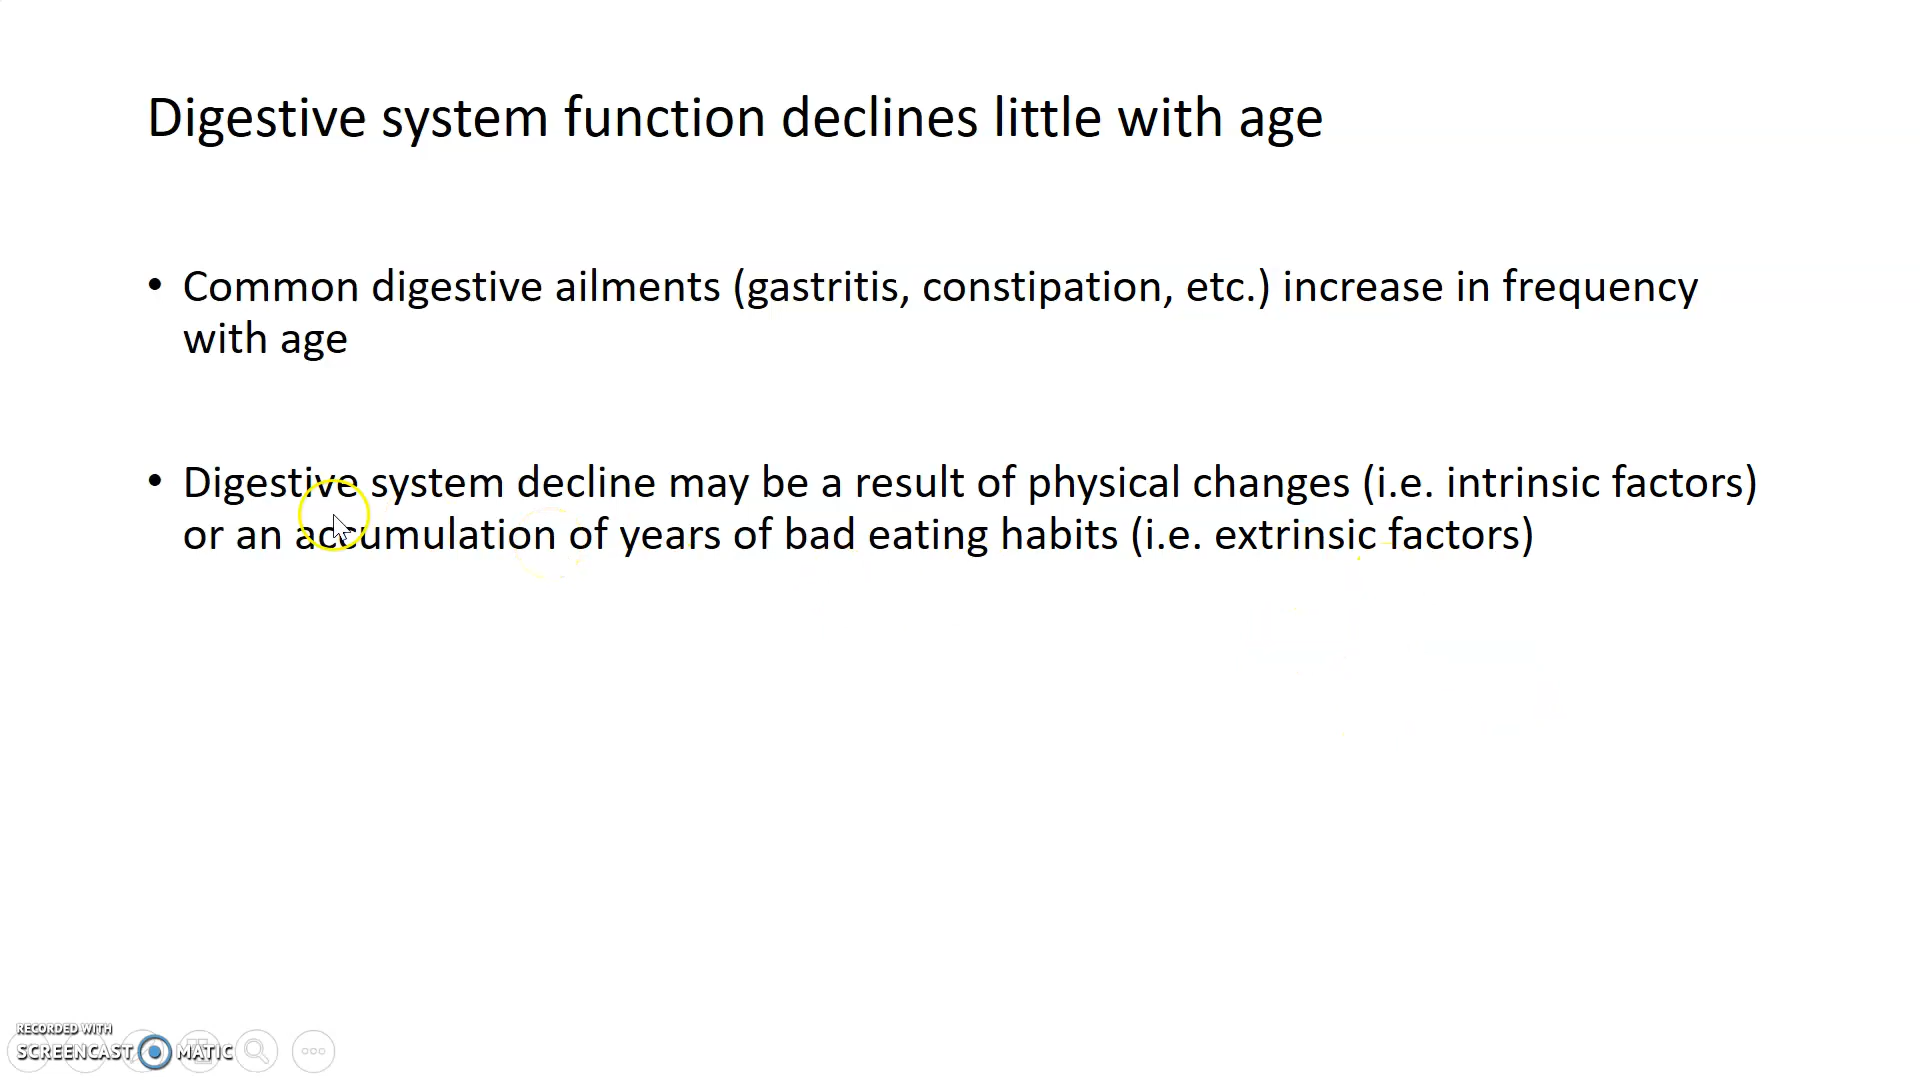 Digestive system function declines little with age
• Common digestive ailments (gastritis, constipation, etc.) increase in frequency
with age
• Digestive system decline may be a result of physical changes (i.e. intrinsic factors)
or an accumulation of years of bad eating habits (i.e. extrinsic factors)
RECORDED WITH
SCREENCAST MATIC